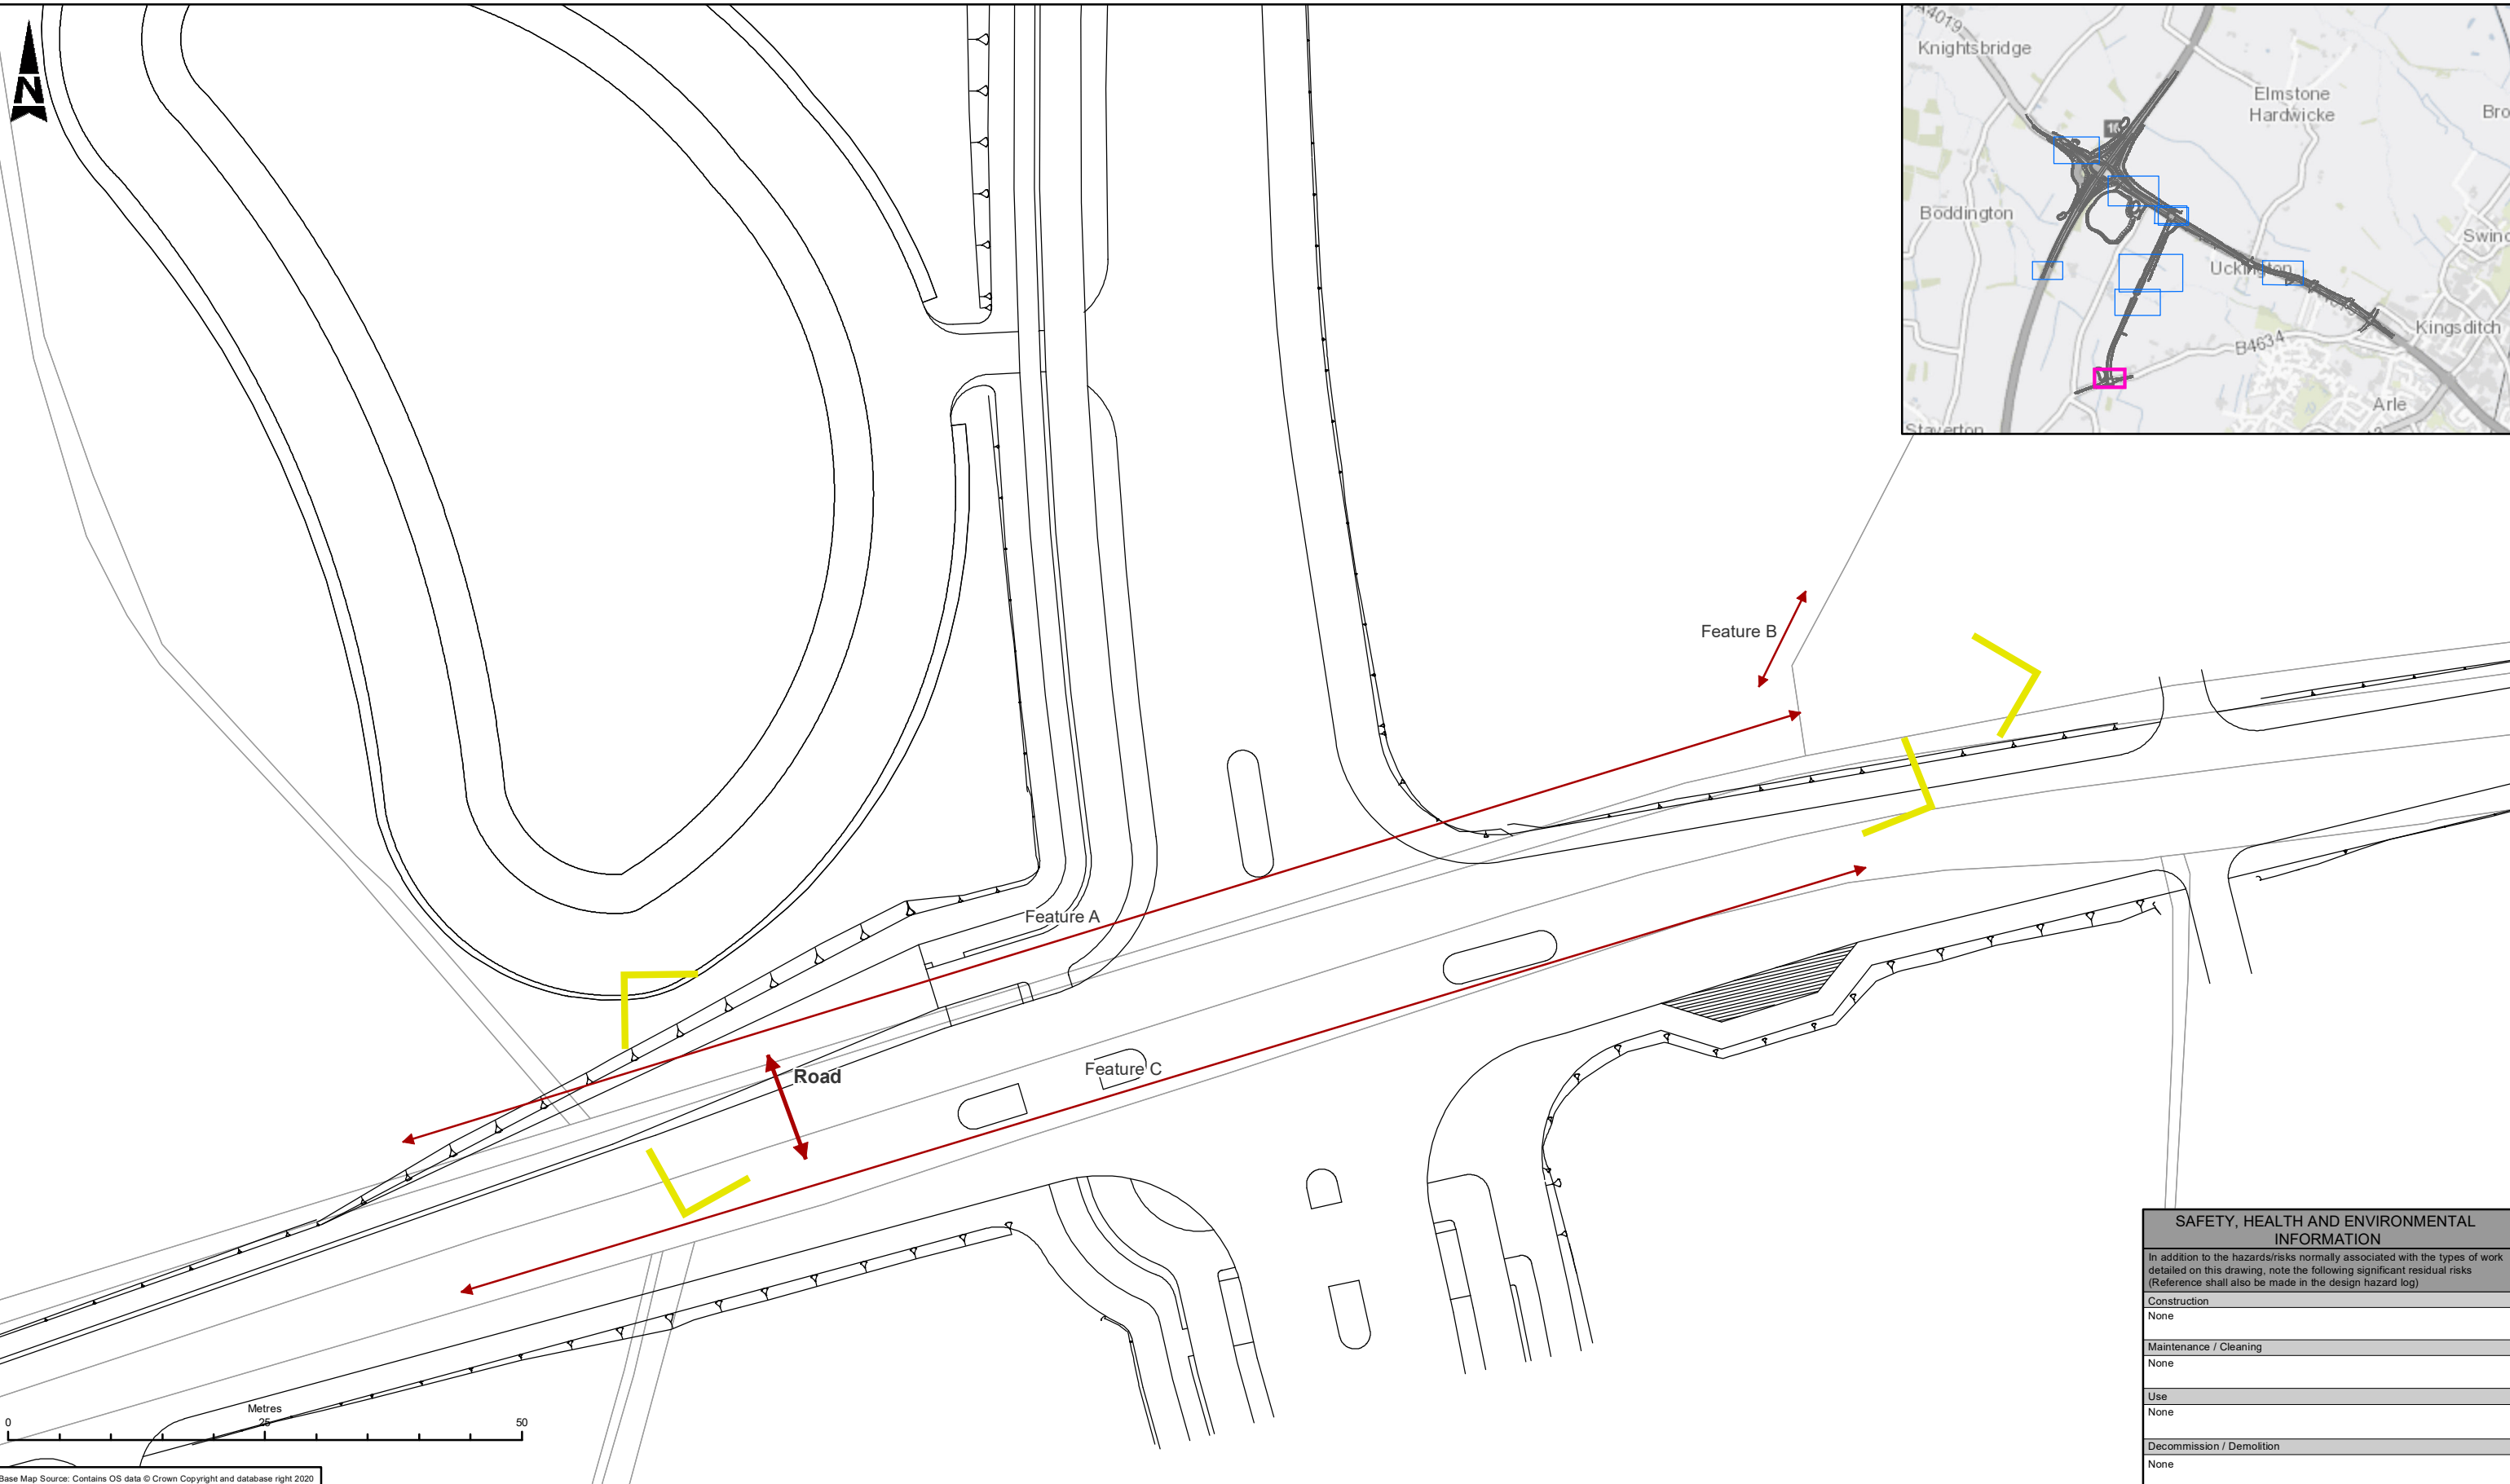 N
A4019
Knightsbridge
Elmstone
Hardwicke
Boddington
Uckington
Kingsditch
B4634
Arle
Staverton
Feature B
Feature A
Road
Feature C
Metres
0
25
50
Base Map Source: Contains OS data © Crown Copyright and database right 2020
SAFETY, HEALTH AND ENVIRONMENTAL
INFORMATION
In addition to the hazards/risks normally associated with the types of work
detailed on this drawing, note the following significant residual risks
(Reference shall also be made in the design hazard log)
Construction
None
Maintenance / Cleaning
None
Use
None
Decommission / Demolition
None